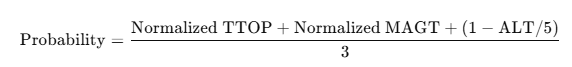 Probability = (Normalized TTOP + Normalized MAGT + (1 − ALT/5)) / 3